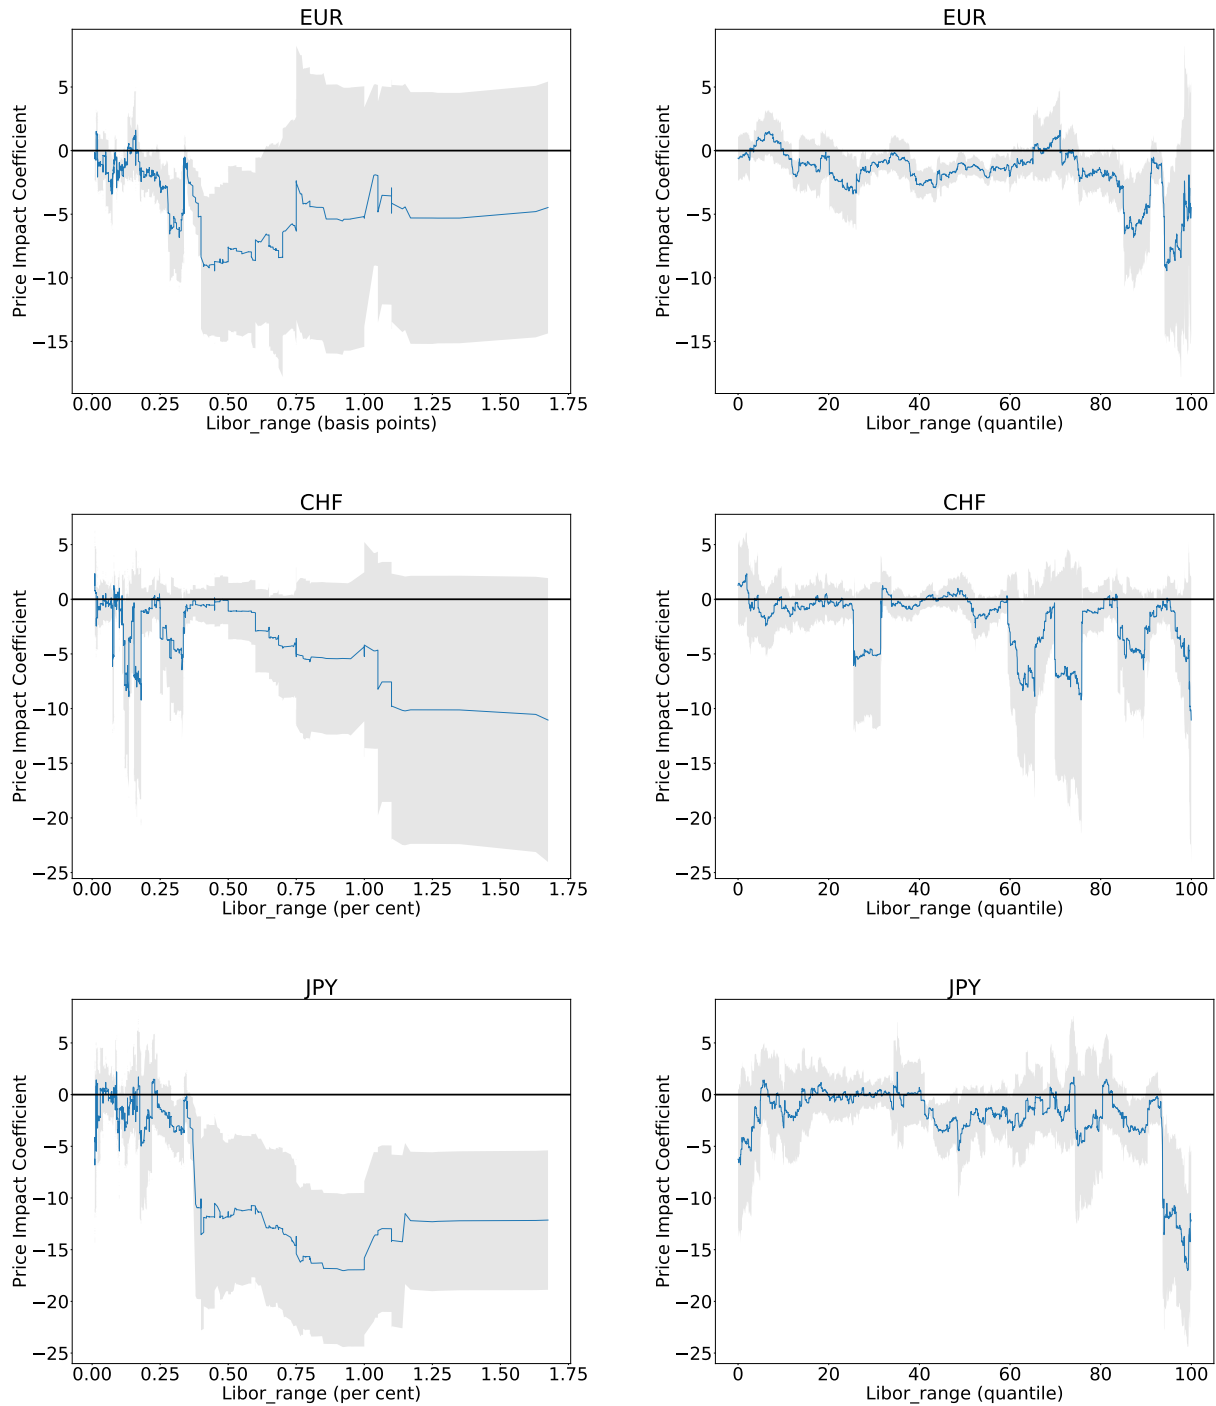 EUR
EUR
Price Impact Coefficient
5
0
−5
−10
−15
0.00 0.25 0.50 0.75 1.00 1.25 1.50 1.75
Libor_range (basis points)
Price Impact Coefficient
5
0
−5
−10
−15
0 20 40 60 80 100
Libor_range (quantile)
CHF
CHF
Price Impact Coefficient
5
0
−5
−10
−15
−20
−25
0.00 0.25 0.50 0.75 1.00 1.25 1.50 1.75
Libor_range (per cent)
Price Impact Coefficient
5
0
−5
−10
−15
−20
−25
0 20 40 60 80 100
Libor_range (quantile)
JPY
JPY
Price Impact Coefficient
5
0
−5
−10
−15
−20
−25
0.00 0.25 0.50 0.75 1.00 1.25 1.50 1.75
Libor_range (per cent)
Price Impact Coefficient
5
0
−5
−10
−15
−20
−25
0 20 40 60 80 100
Libor_range (quantile)